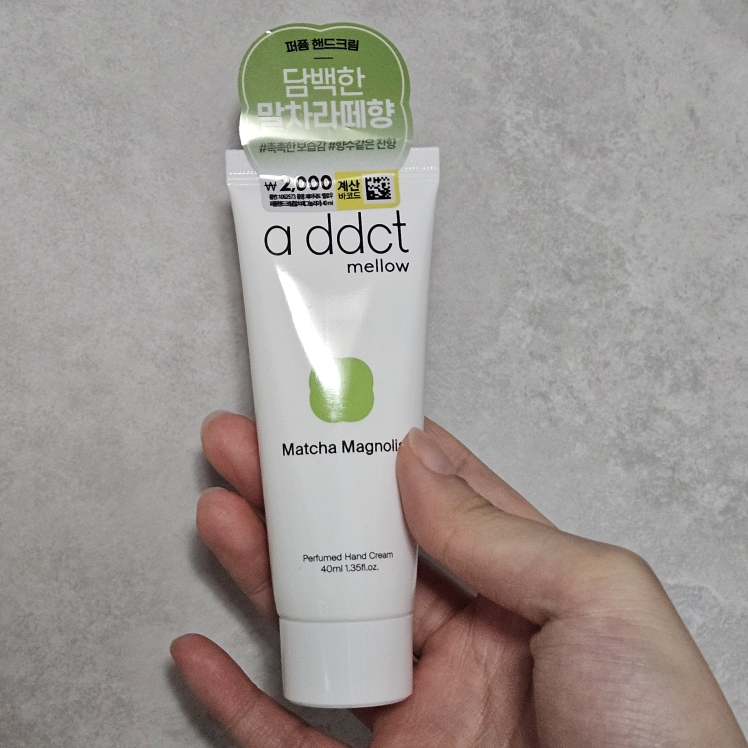 퍼퓸 핸드크림
담백한
말차라떼향
#촉촉한 보습감 #향수같은 잔향
₩2,000
계산
바코드
a ddct
mellow
Matcha Magnolia
Perfumed Hand Cream
40ml 1.35fl.oz.